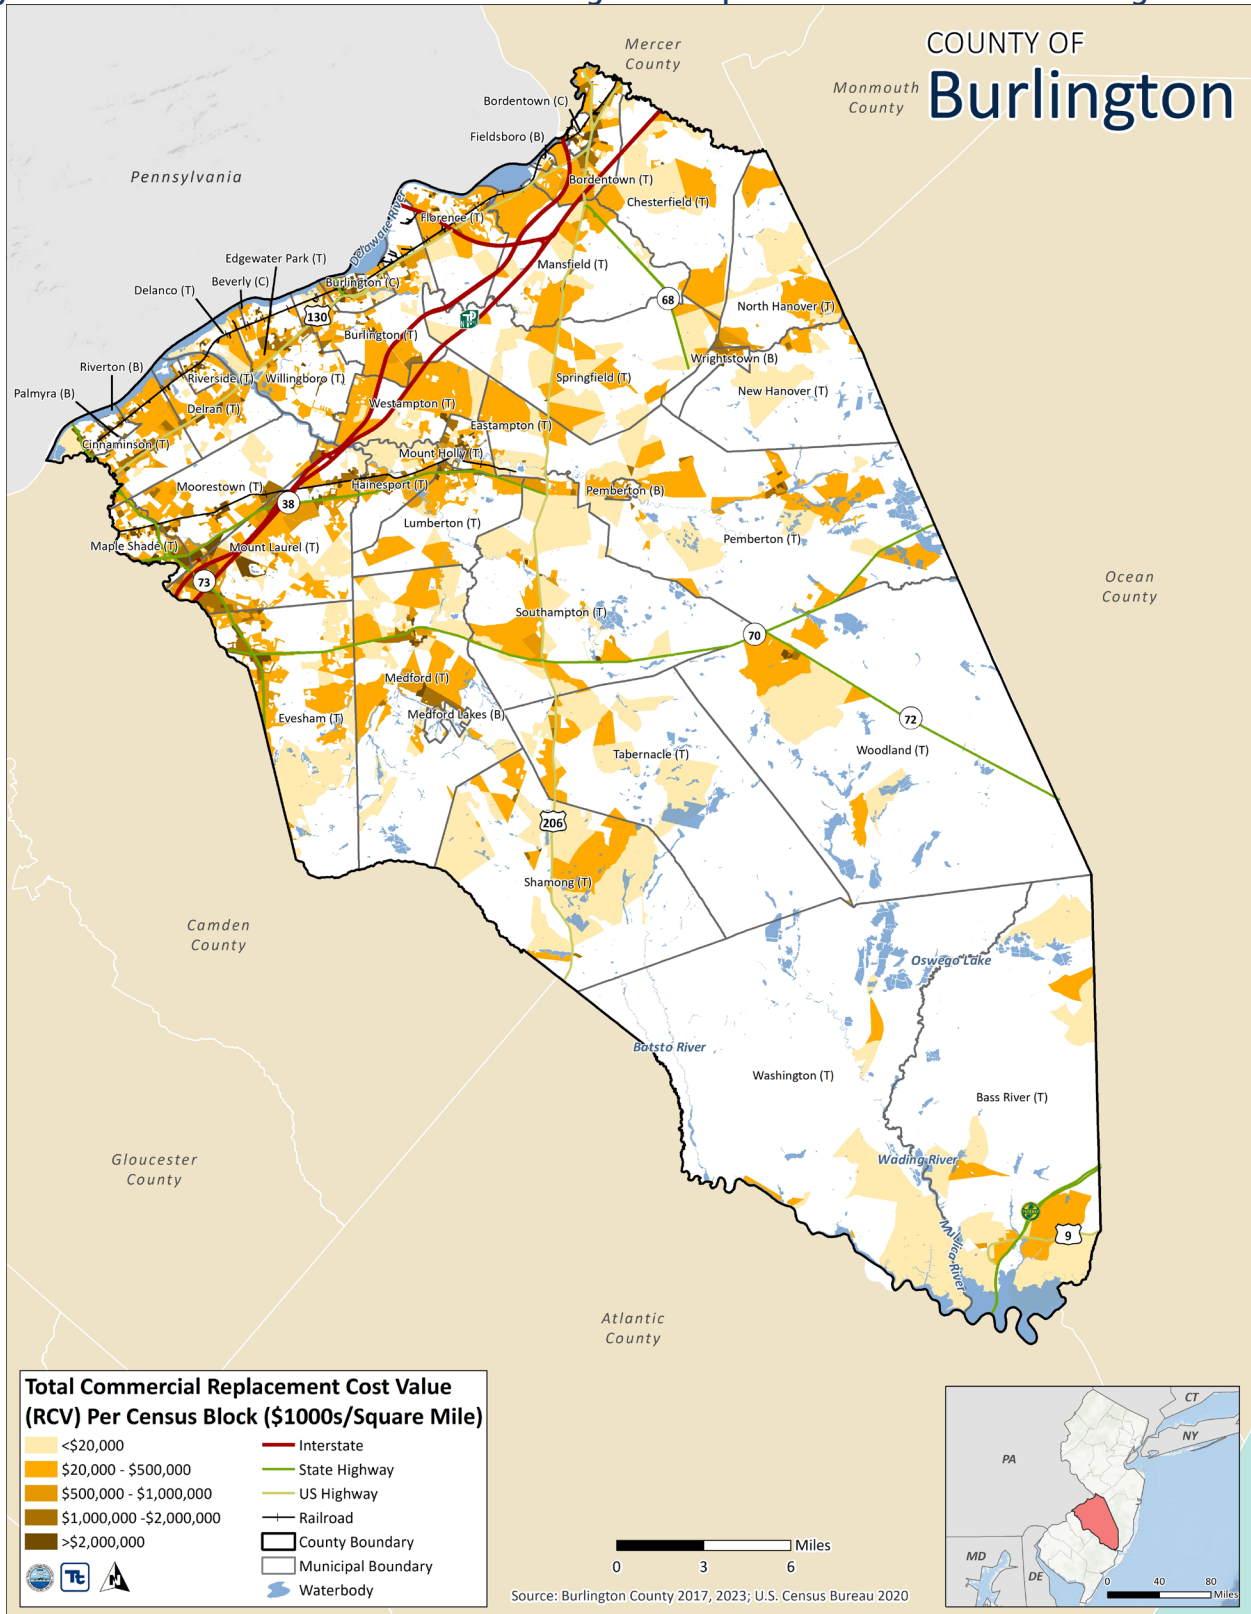 COUNTY OF
Burlington
Mercer
County
Monmouth
County
Bordentown (C)
Fieldsboro (B)
Pennsylvania
Bordentown (T)
Chesterfield (T)
Delaware River
Florence (T)
Edgewater Park (T)
Mansfield (T)
Beverly (C)
Burlington (C)
Delanco (T)
68
North Hanover (T)
130
TP
Burlington (T)
Wrightstown (B)
Riverton (B)
Riverside (T)
Willingboro (T)
Springfield (T)
New Hanover (T)
Palmyra (B)
Delran (T)
Westampton (T)
Eastampton (T)
Cinnaminson (T)
Mount Holly (T)
Moorestown (T)
Hainesport (T)
Pemberton (B)
38
Lumberton (T)
Pemberton (T)
Maple Shade (T)
Mount Laurel (T)
73
Ocean
County
Southampton (T)
70
Medford (T)
Evesham (T)
Medford Lakes (B)
72
Tabernacle (T)
Woodland (T)
206
Shamong (T)
Camden
County
Oswego Lake
Batsto River
Washington (T)
Bass River (T)
Gloucester
County
Wading River
Mullica River
9
Atlantic
County
Total Commercial Replacement Cost Value
(RCV) Per Census Block ($1000s/Square Mile)
<$20,000
$20,000 - $500,000
$500,000 - $1,000,000
$1,000,000 -$2,000,000
>$2,000,000
Interstate
State Highway
US Highway
Railroad
County Boundary
Municipal Boundary
Waterbody
Tt
N
Miles
0 3 6
Source: Burlington County 2017, 2023; U.S. Census Bureau 2020
CT
NY
PA
MD
DE
0 40 80
Miles